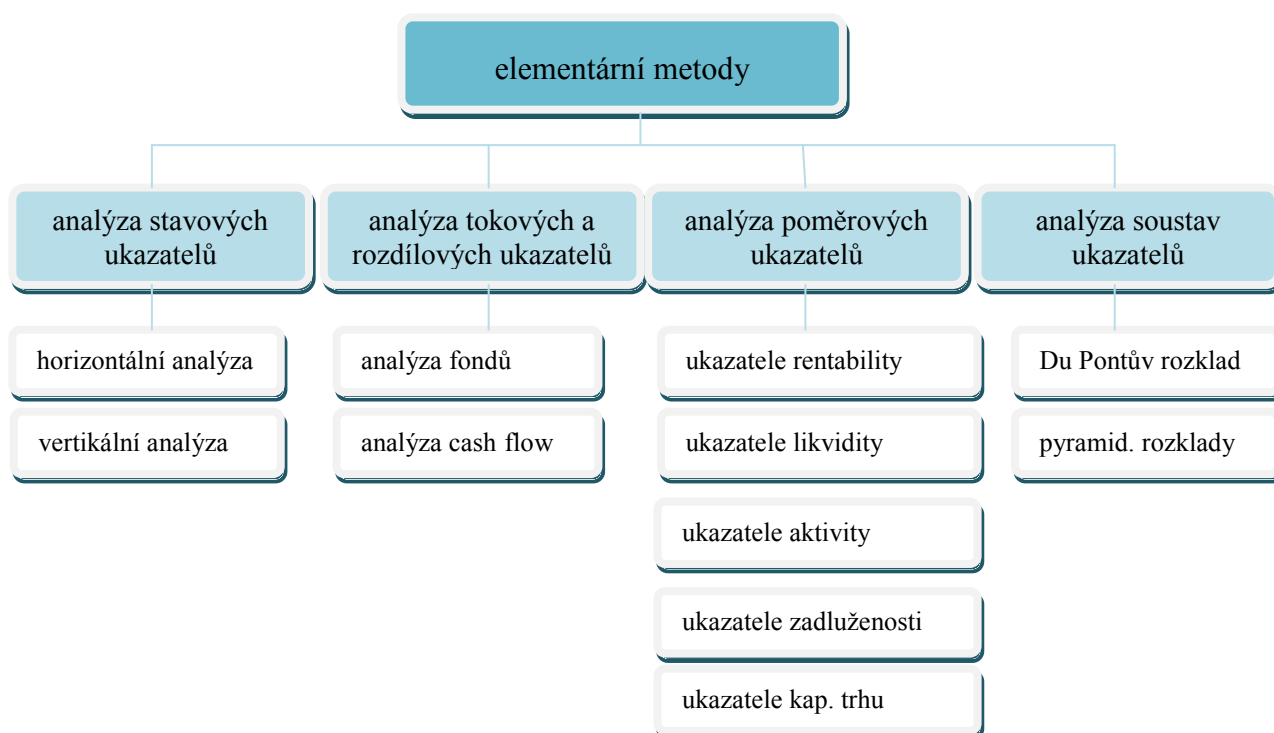 elementární metody
analýza stavových
ukazatelů
analýza tokových a
rozdílových ukazatelů
analýza poměrových
ukazatelů
analýza soustav
ukazatelů
horizontální analýza
vertikální analýza
analýza fondů
analýza cash flow
ukazatele rentability
ukazatele likvidity
ukazatele aktivity
ukazatele zadluženosti
ukazatele kap. trhu
Du Pontův rozklad
pyramid. rozklady